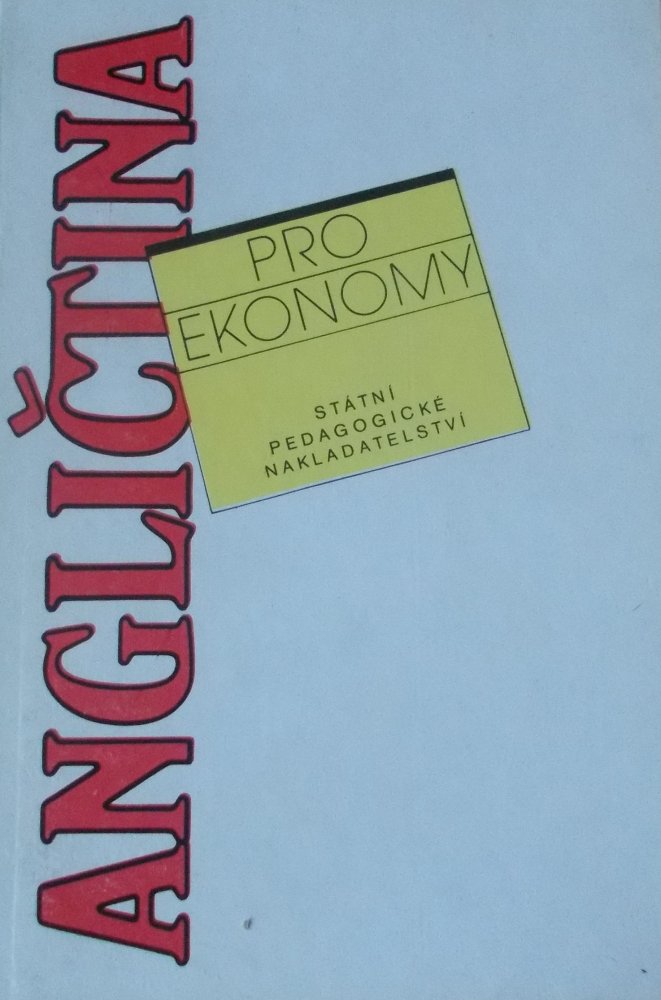 ANGLIČTINA
PRO
EKONOMY
STÁTNÍ
PEDAGOGICKÉ
NAKLADATELSTVÍ